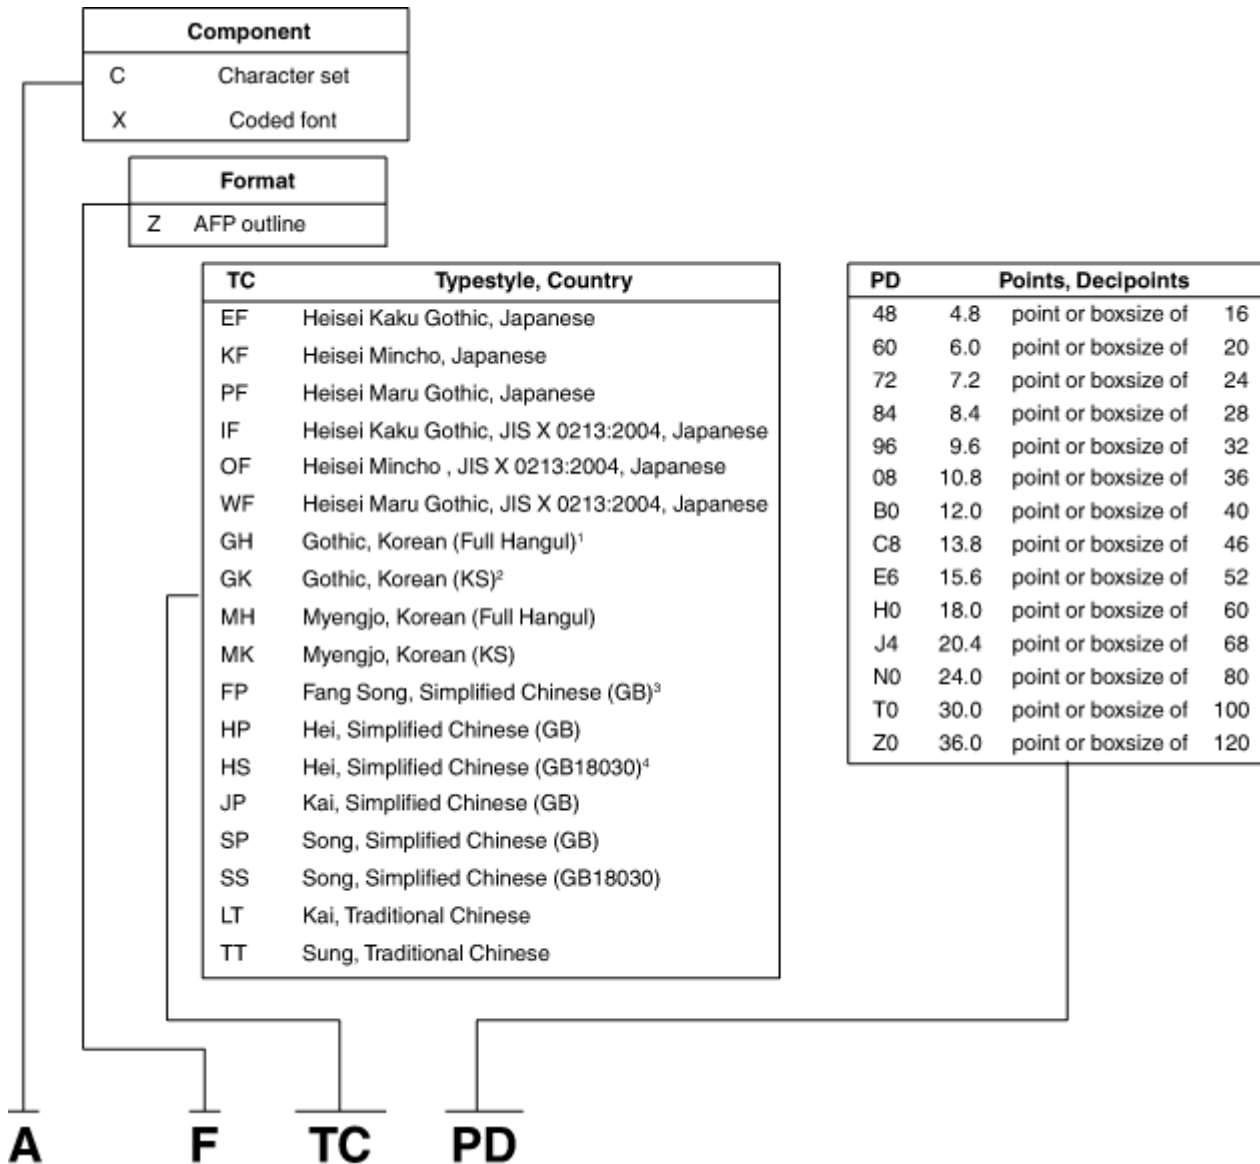 Component
C Character set
X Coded font
Format
Z AFP outline
TC Typestyle, Country
EF Heisei Kaku Gothic, Japanese
KF Heisei Mincho, Japanese
PF Heisei Maru Gothic, Japanese
IF Heisei Kaku Gothic, JIS X 0213:2004, Japanese
OF Heisei Mincho , JIS X 0213:2004, Japanese
WF Heisei Maru Gothic, JIS X 0213:2004, Japanese
GH Gothic, Korean (Full Hangul)¹
GK Gothic, Korean (KS)²
MH Myengjo, Korean (Full Hangul)
MK Myengjo, Korean (KS)
FP Fang Song, Simplified Chinese (GB)³
HP Hei, Simplified Chinese (GB)
HS Hei, Simplified Chinese (GB18030)⁴
JP Kai, Simplified Chinese (GB)
SP Song, Simplified Chinese (GB)
SS Song, Simplified Chinese (GB18030)
LT Kai, Traditional Chinese
TT Sung, Traditional Chinese
PD Points, Decipoints
48 4.8 point or boxsize of 16
60 6.0 point or boxsize of 20
72 7.2 point or boxsize of 24
84 8.4 point or boxsize of 28
96 9.6 point or boxsize of 32
08 10.8 point or boxsize of 36
B0 12.0 point or boxsize of 40
C8 13.8 point or boxsize of 46
E6 15.6 point or boxsize of 52
H0 18.0 point or boxsize of 60
J4 20.4 point or boxsize of 68
N0 24.0 point or boxsize of 80
T0 30.0 point or boxsize of 100
Z0 36.0 point or boxsize of 120
A F TC PD